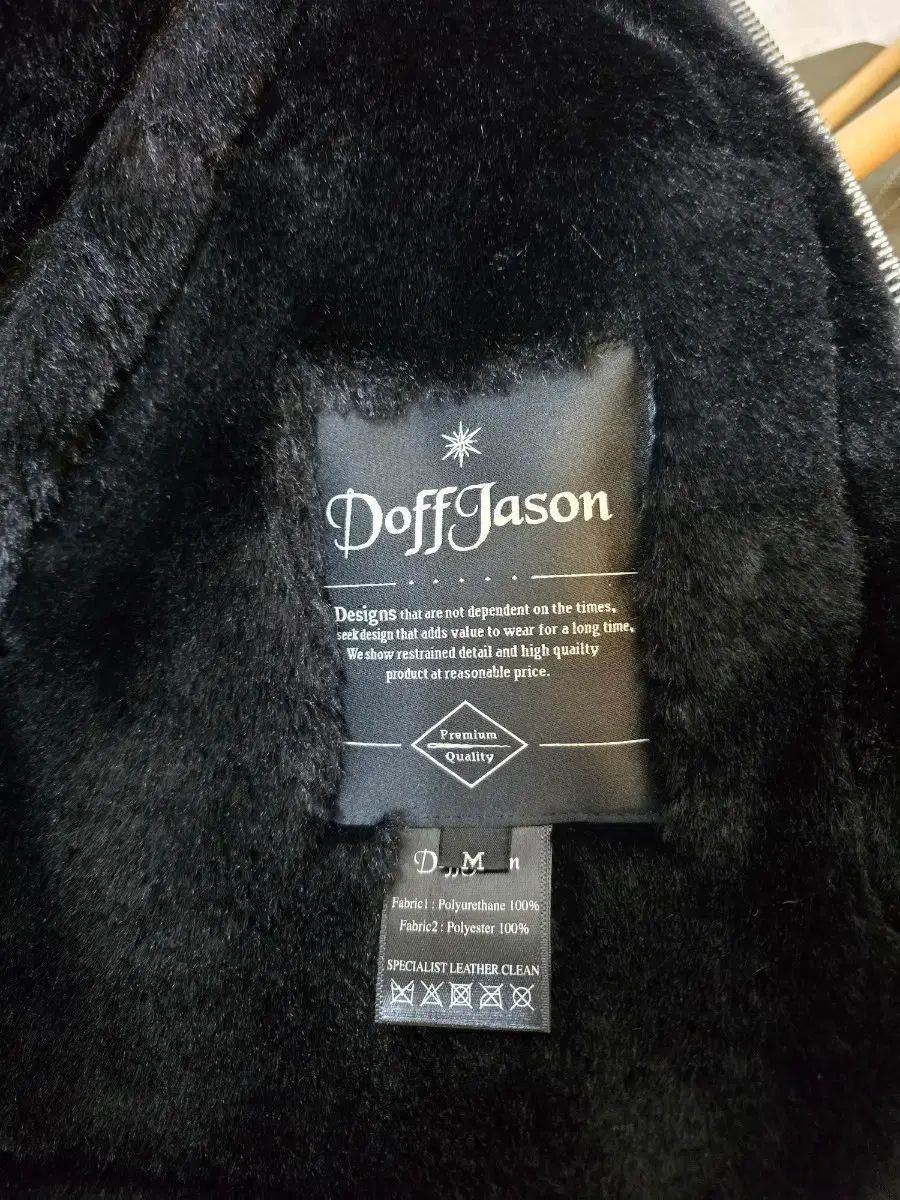 DoffJason
Designs that are not dependent on the times,
seek design that adds value to wear for a long time,
We show restrained detail and high quailty
product at reasonable price.
Premium
Quality
M
Fabric1 : Polyurethane 100%
Fabric2 : Polyester 100%
SPECIALIST LEATHER CLEAN